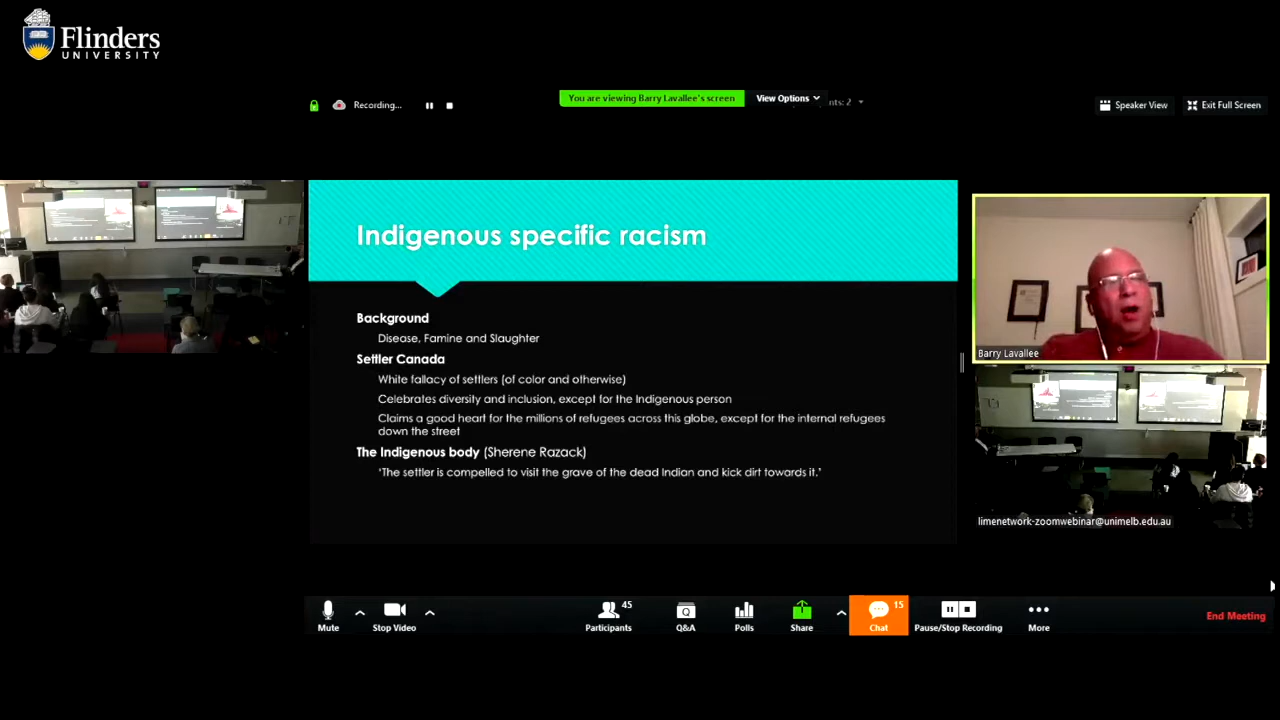 Flinders
UNIVERSITY
Recording...
You are viewing Barry Lavallee's screen
View Options
nts: 2
Speaker View
Exit Full Screen
Indigenous specific racism
Background
Disease, Famine and Slaughter
Settler Canada
White fallacy of settlers (of color and otherwise)
Celebrates diversity and inclusion, except for the Indigenous person
Claims a good heart for the millions of refugees across this globe, except for the internal refugees
down the street
The Indigenous body (Sherene Razack)
'The settler is compelled to visit the grave of the dead Indian and kick dirt towards it.'
Barry Lavallee
limenetwork-zoomwebinar@unimelb.edu.au
Mute
Stop Video
45
Participants
Q&A
Polls
Share
15
Chat
Pause/Stop Recording
More
End Meeting